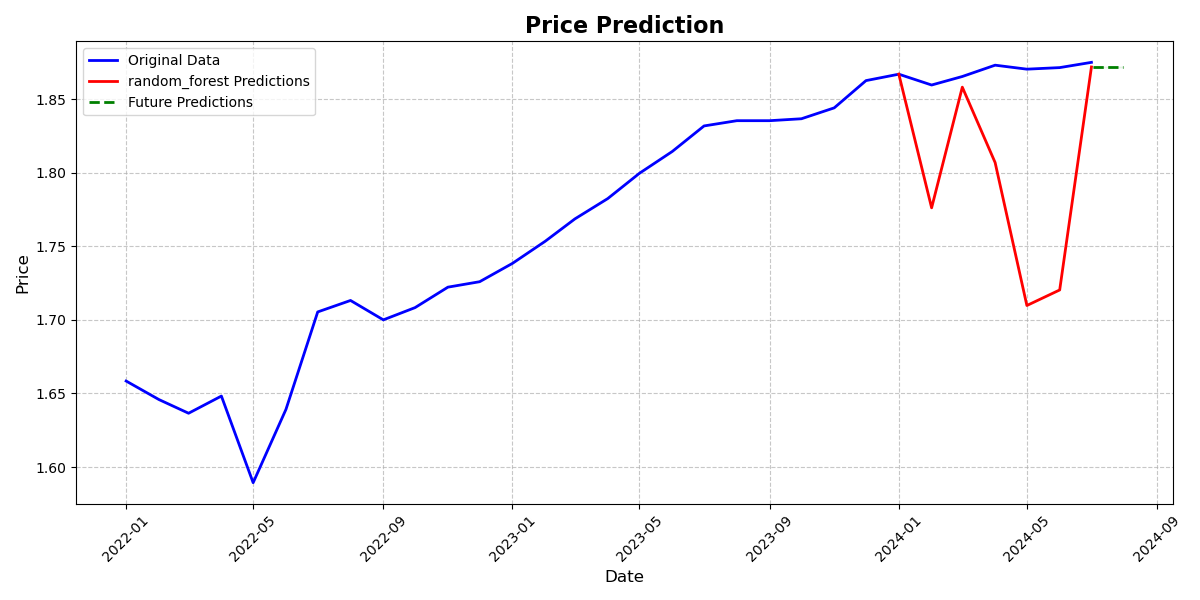 Price Prediction
Original Data
random_forest Predictions
Future Predictions
Price
1.85
1.80
1.75
1.70
1.65
1.60
2022-01
2022-05
2022-09
2023-01
2023-05
2023-09
2024-01
2024-05
2024-09
Date